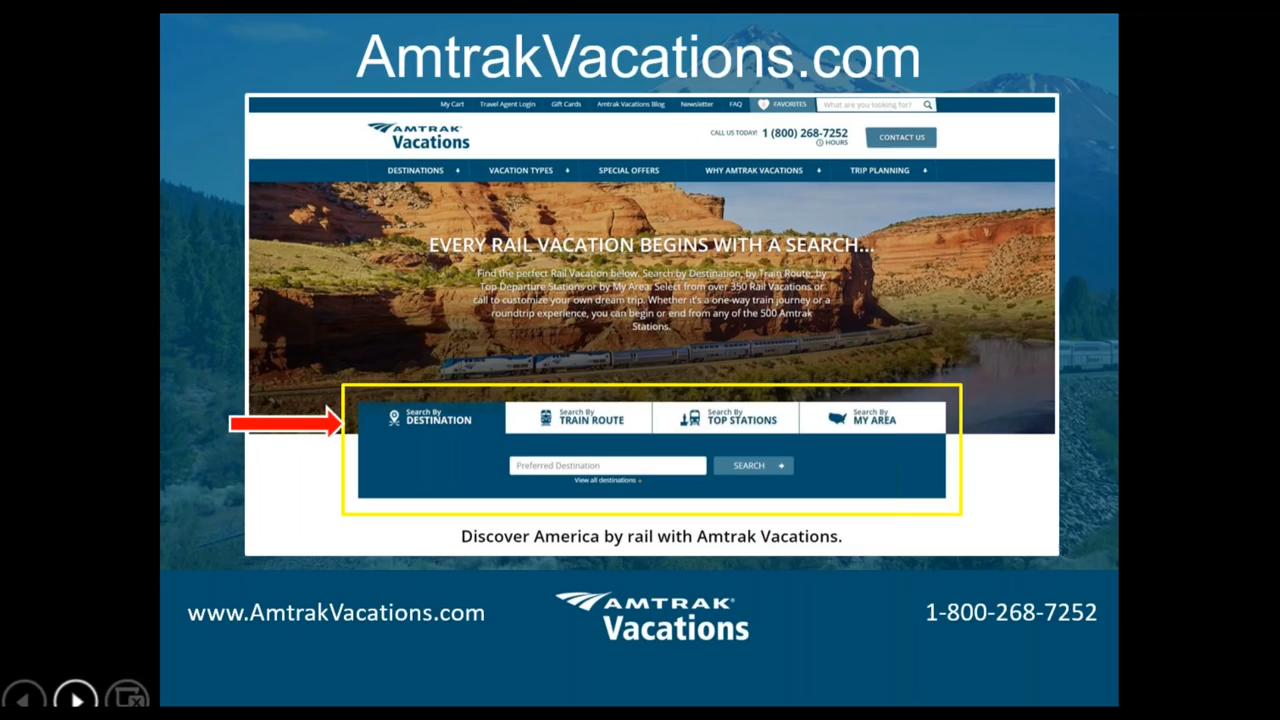 AmtrakVacations.com
My Cart Travel Agent Login Gift Cards Amtrak Vacations Blog Newsletter FAQ FAVORITES What are you looking for?
AMTRAK
Vacations
CALL US TODAY! 1 (800) 268-7252
HOURS
CONTACT US
DESTINATIONS VACATION TYPES SPECIAL OFFERS WHY AMTRAK VACATIONS TRIP PLANNING
EVERY RAIL VACATION BEGINS WITH A SEARCH...
Find the perfect Rail Vacation below. Search by Destination, by Train Route, by
Top Departure Stations or by My Area. Select from over 350 Rail Vacations or
call to customize your own dream trip. Whether it's a one-way train journey or a
roundtrip experience, you can begin or end from any of the 500 Amtrak
Stations.
Search By
DESTINATION
Search By
TRAIN ROUTE
Search By
TOP STATIONS
Search By
MY AREA
Preferred Destination
SEARCH
View all destinations
Discover America by rail with Amtrak Vacations.
www.AmtrakVacations.com
AMTRAK®
Vacations
1-800-268-7252